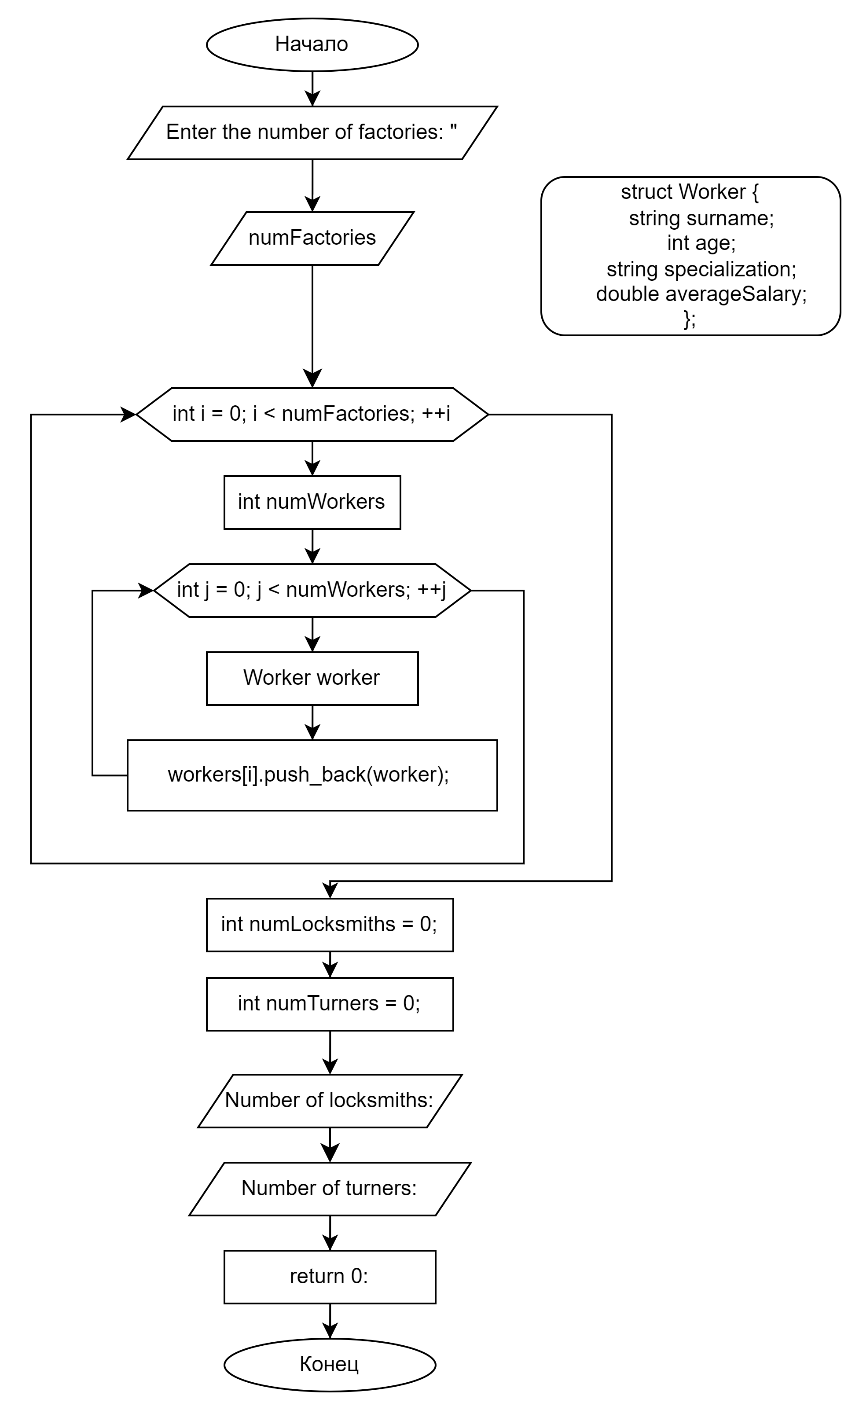 Начало
Enter the number of factories: "
numFactories
struct Worker {
string surname;
int age;
string specialization;
double averageSalary;
};
int i = 0; i < numFactories; ++i
int numWorkers
int j = 0; j < numWorkers; ++j
Worker worker
workers[i].push_back(worker);
int numLocksmiths = 0;
int numTurners = 0;
Number of locksmiths:
Number of turners:
return 0:
Конец